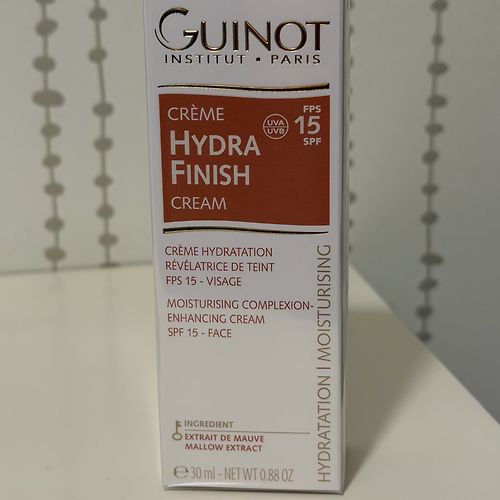 GUINOT
INSTITUT • PARIS
CRÈME
HYDRA
FINISH
CREAM
UVA
UVB
FPS
15
SPF
CRÈME HYDRATATION
RÉVÉLATRICE DE TEINT
FPS 15 - VISAGE
MOISTURISING COMPLEXION-
ENHANCING CREAM
SPF 15 - FACE
HYDRATATION | MOISTURISING
INGREDIENT
EXTRAIT DE MAUVE
MALLOW EXTRACT
℮ 30 ml - NET WT 0.88 OZ